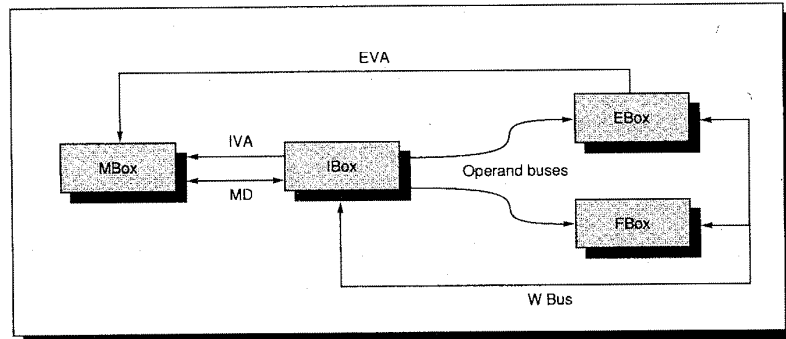 EVA
EBox
IVA
MBox
IBox
Operand buses
MD
FBox
W Bus